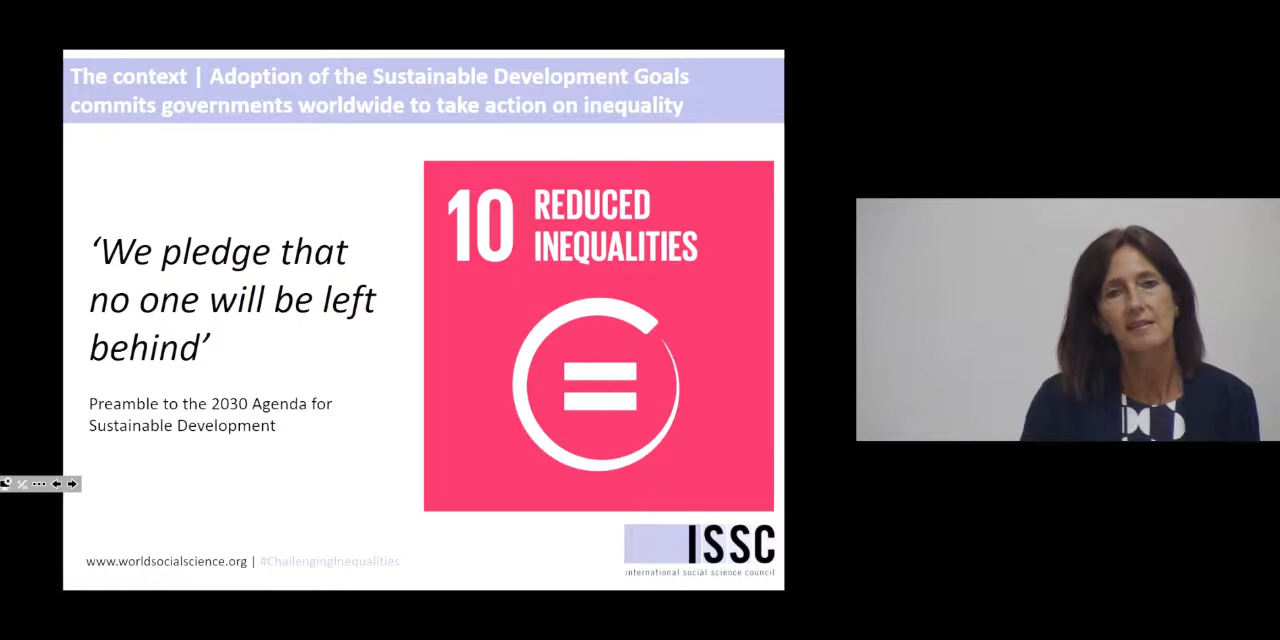 The context | Adoption of the Sustainable Development Goals
commits governments worldwide to take action on inequality
‘We pledge that
no one will be left
behind’
Preamble to the 2030 Agenda for
Sustainable Development
10 REDUCED
INEQUALITIES
www.worldsocialscience.org | #ChallengingInequalities
ISSC
international social science council